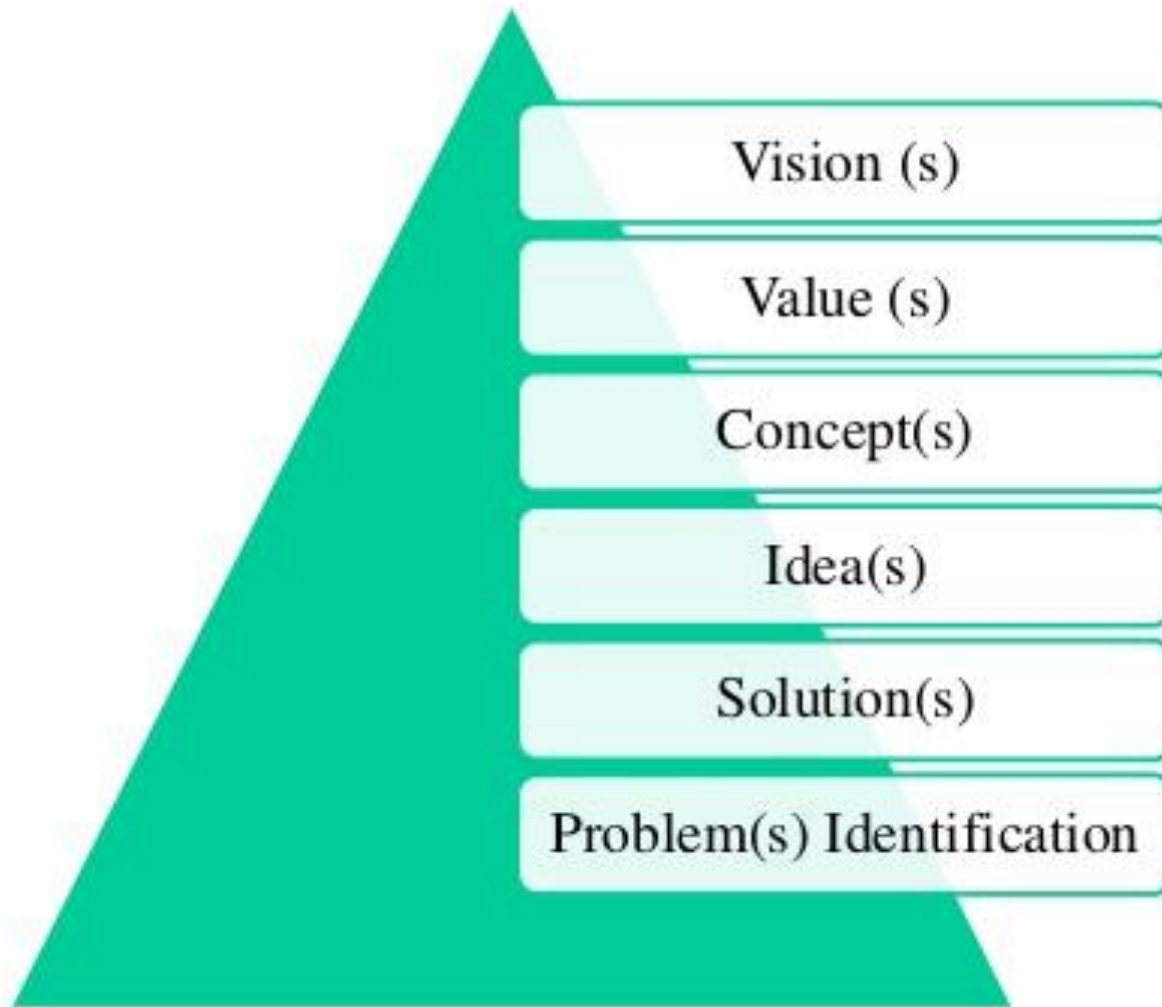 Vision (s)
Value (s)
Concept(s)
Idea(s)
Solution(s)
Problem(s) Identification